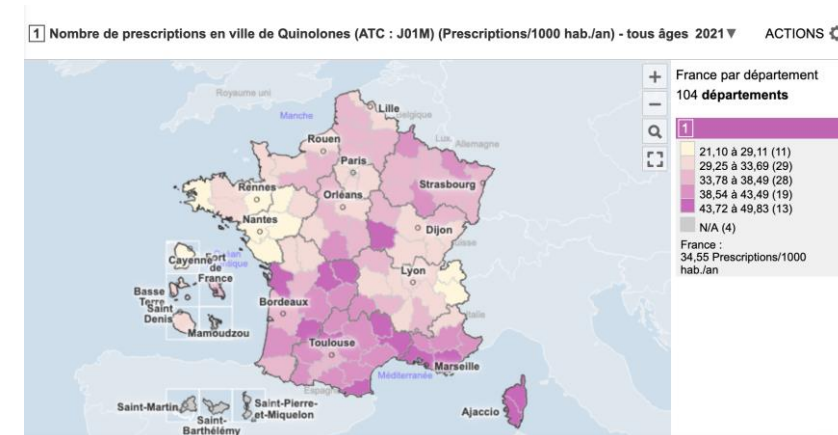 1 Nombre de prescriptions en ville de Quinolones (ATC : J01M) (Prescriptions/1000 hab./an) - tous âges 2021▼
ACTIONS
Royaume uni
Manche
Lille
Belgique
Rouen
Lux.
Allemagne
Paris
Strasbourg
Rennes
Orléans
Nantes
Dijon
Suisse
Cayenne
Fort
de
France
Lyon
Basse
Terre
Saint
Denis
Bordeaux
Italie
Mamoudzou
Toulouse
Marseille
Méditerranée
Espagne
Saint-Martin
Saint-
Barthélémy
Saint-Pierre-
et-Miquelon
Ajaccio
+
−
France par département
104 départements
1
21,10 à 29,11 (11)
29,25 à 33,69 (29)
33,78 à 38,49 (28)
38,54 à 43,49 (19)
43,72 à 49,83 (13)
N/A (4)
France :
34,55 Prescriptions/1000
hab./an